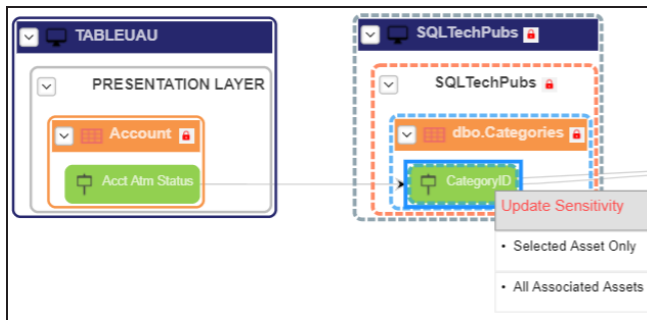 TABLEUAU
PRESENTATION LAYER
Account
Acct Atm Status
SQLTechPubs
SQLTechPubs
dbo.Categories
CategoryID
Update Sensitivity
• Selected Asset Only
• All Associated Assets